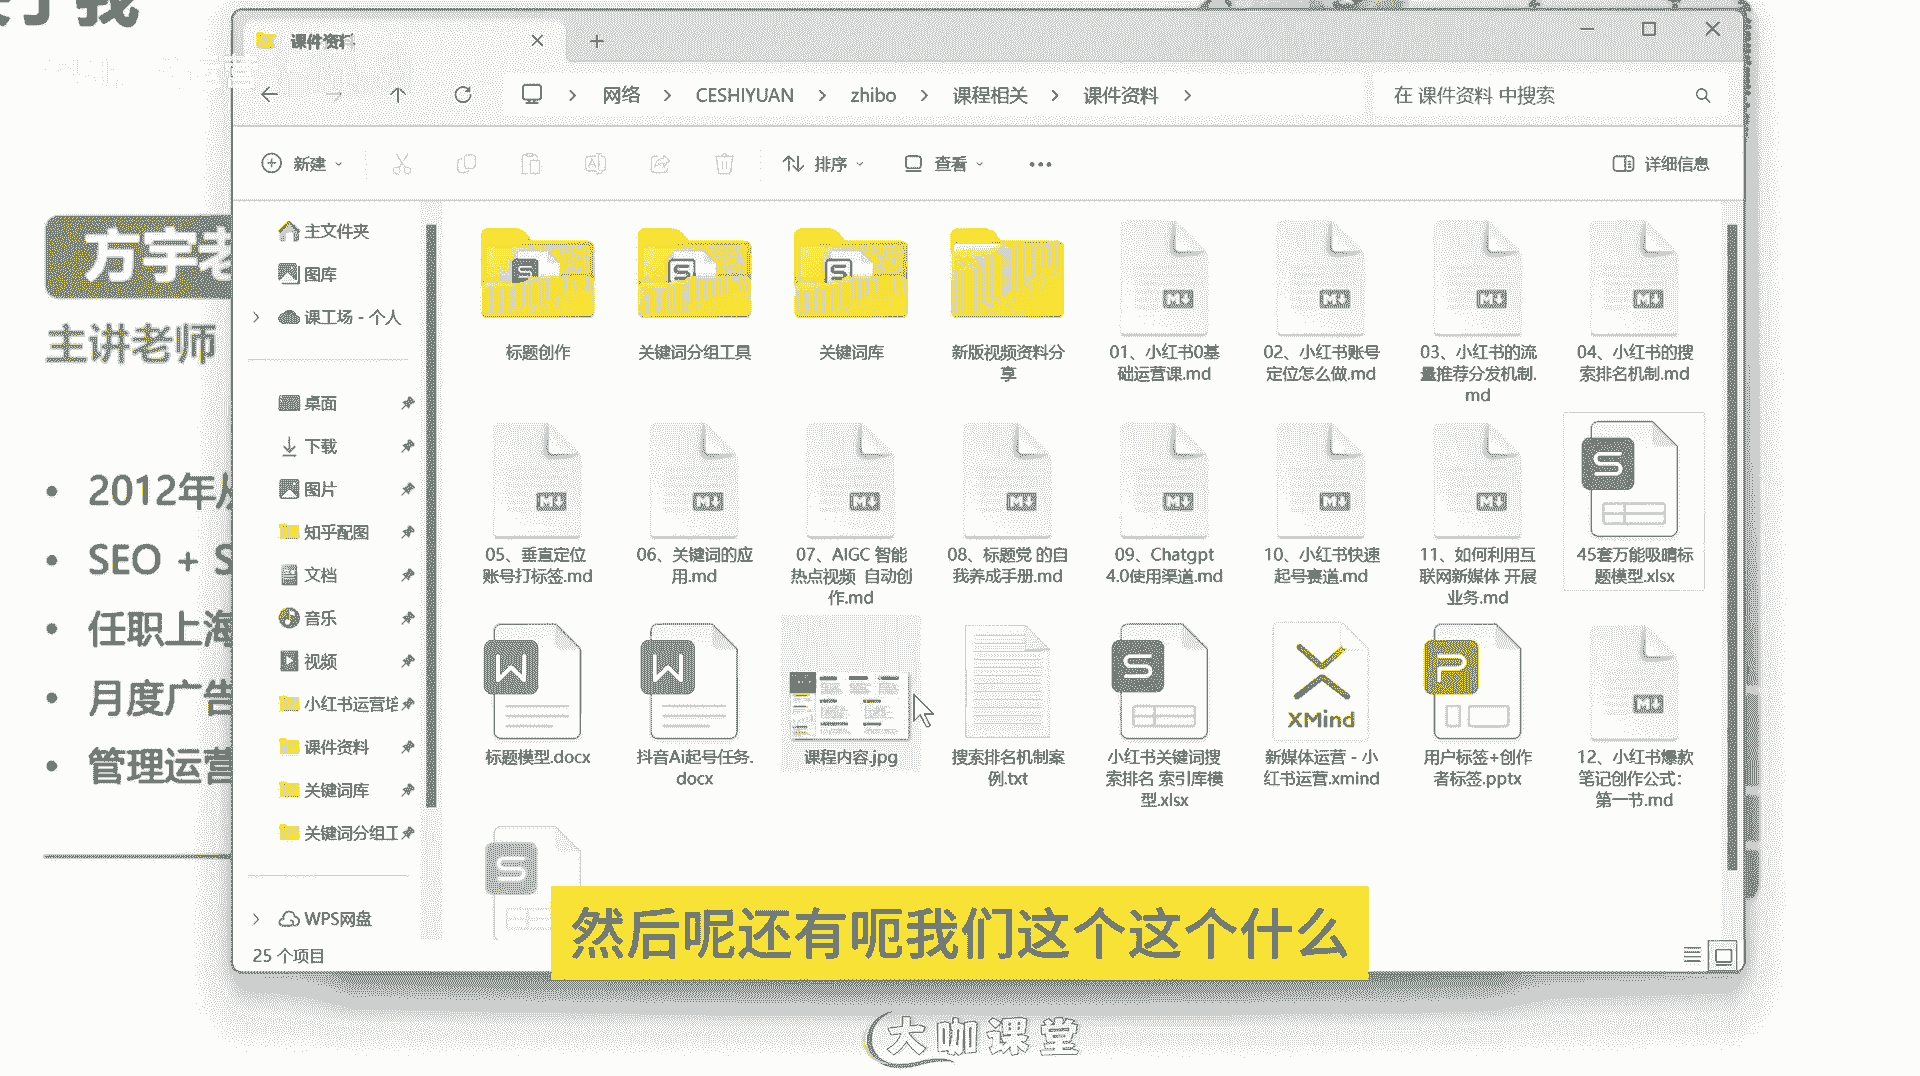 课件资料
网络 CESHIYUAN zhibo 课程相关 课件资料
在 课件资料 中搜索
新建
排序
查看
详细信息
方宇老
主讲老师
2012年从
SEO + S
任职上海
月度广告
管理运营
主文件夹
图库
课工场 - 个人
桌面
下载
图片
知乎配图
文档
音乐
视频
小红书运营培
课件资料
关键词库
关键词分组工
WPS网盘
25 个项目
标题创作
关键词分组工具
关键词库
新版视频资料分
享
01、小红书0基
础运营课.md
02、小红书账号
定位怎么做.md
03、小红书的流
量推荐分发机制.
md
04、小红书的搜
索排名机制.md
05、垂直定位
账号打标签.md
06、关键词的应
用.md
07、AIGC 智能
热点视频 自动创
作.md
08、标题党 的自
我养成手册.md
09、Chatgpt
4.0使用渠道.md
10、小红书快速
起号赛道.md
11、如何利用互
联网新媒体 开展
业务.md
45套万能吸晴标
题模型.xlsx
标题模型.docx
抖音Ai起号任务.
docx
课程内容.jpg
搜索排名机制案
例.txt
小红书关键词搜
索排名 索引库模
型.xlsx
XMind
新媒体运营 - 小
红书运营.xmind
用户标签+创作
者标签.pptx
12、小红书爆款
笔记创作公式：
第一节.md
然后呢还有呃我们这个这个什么
大咖课堂